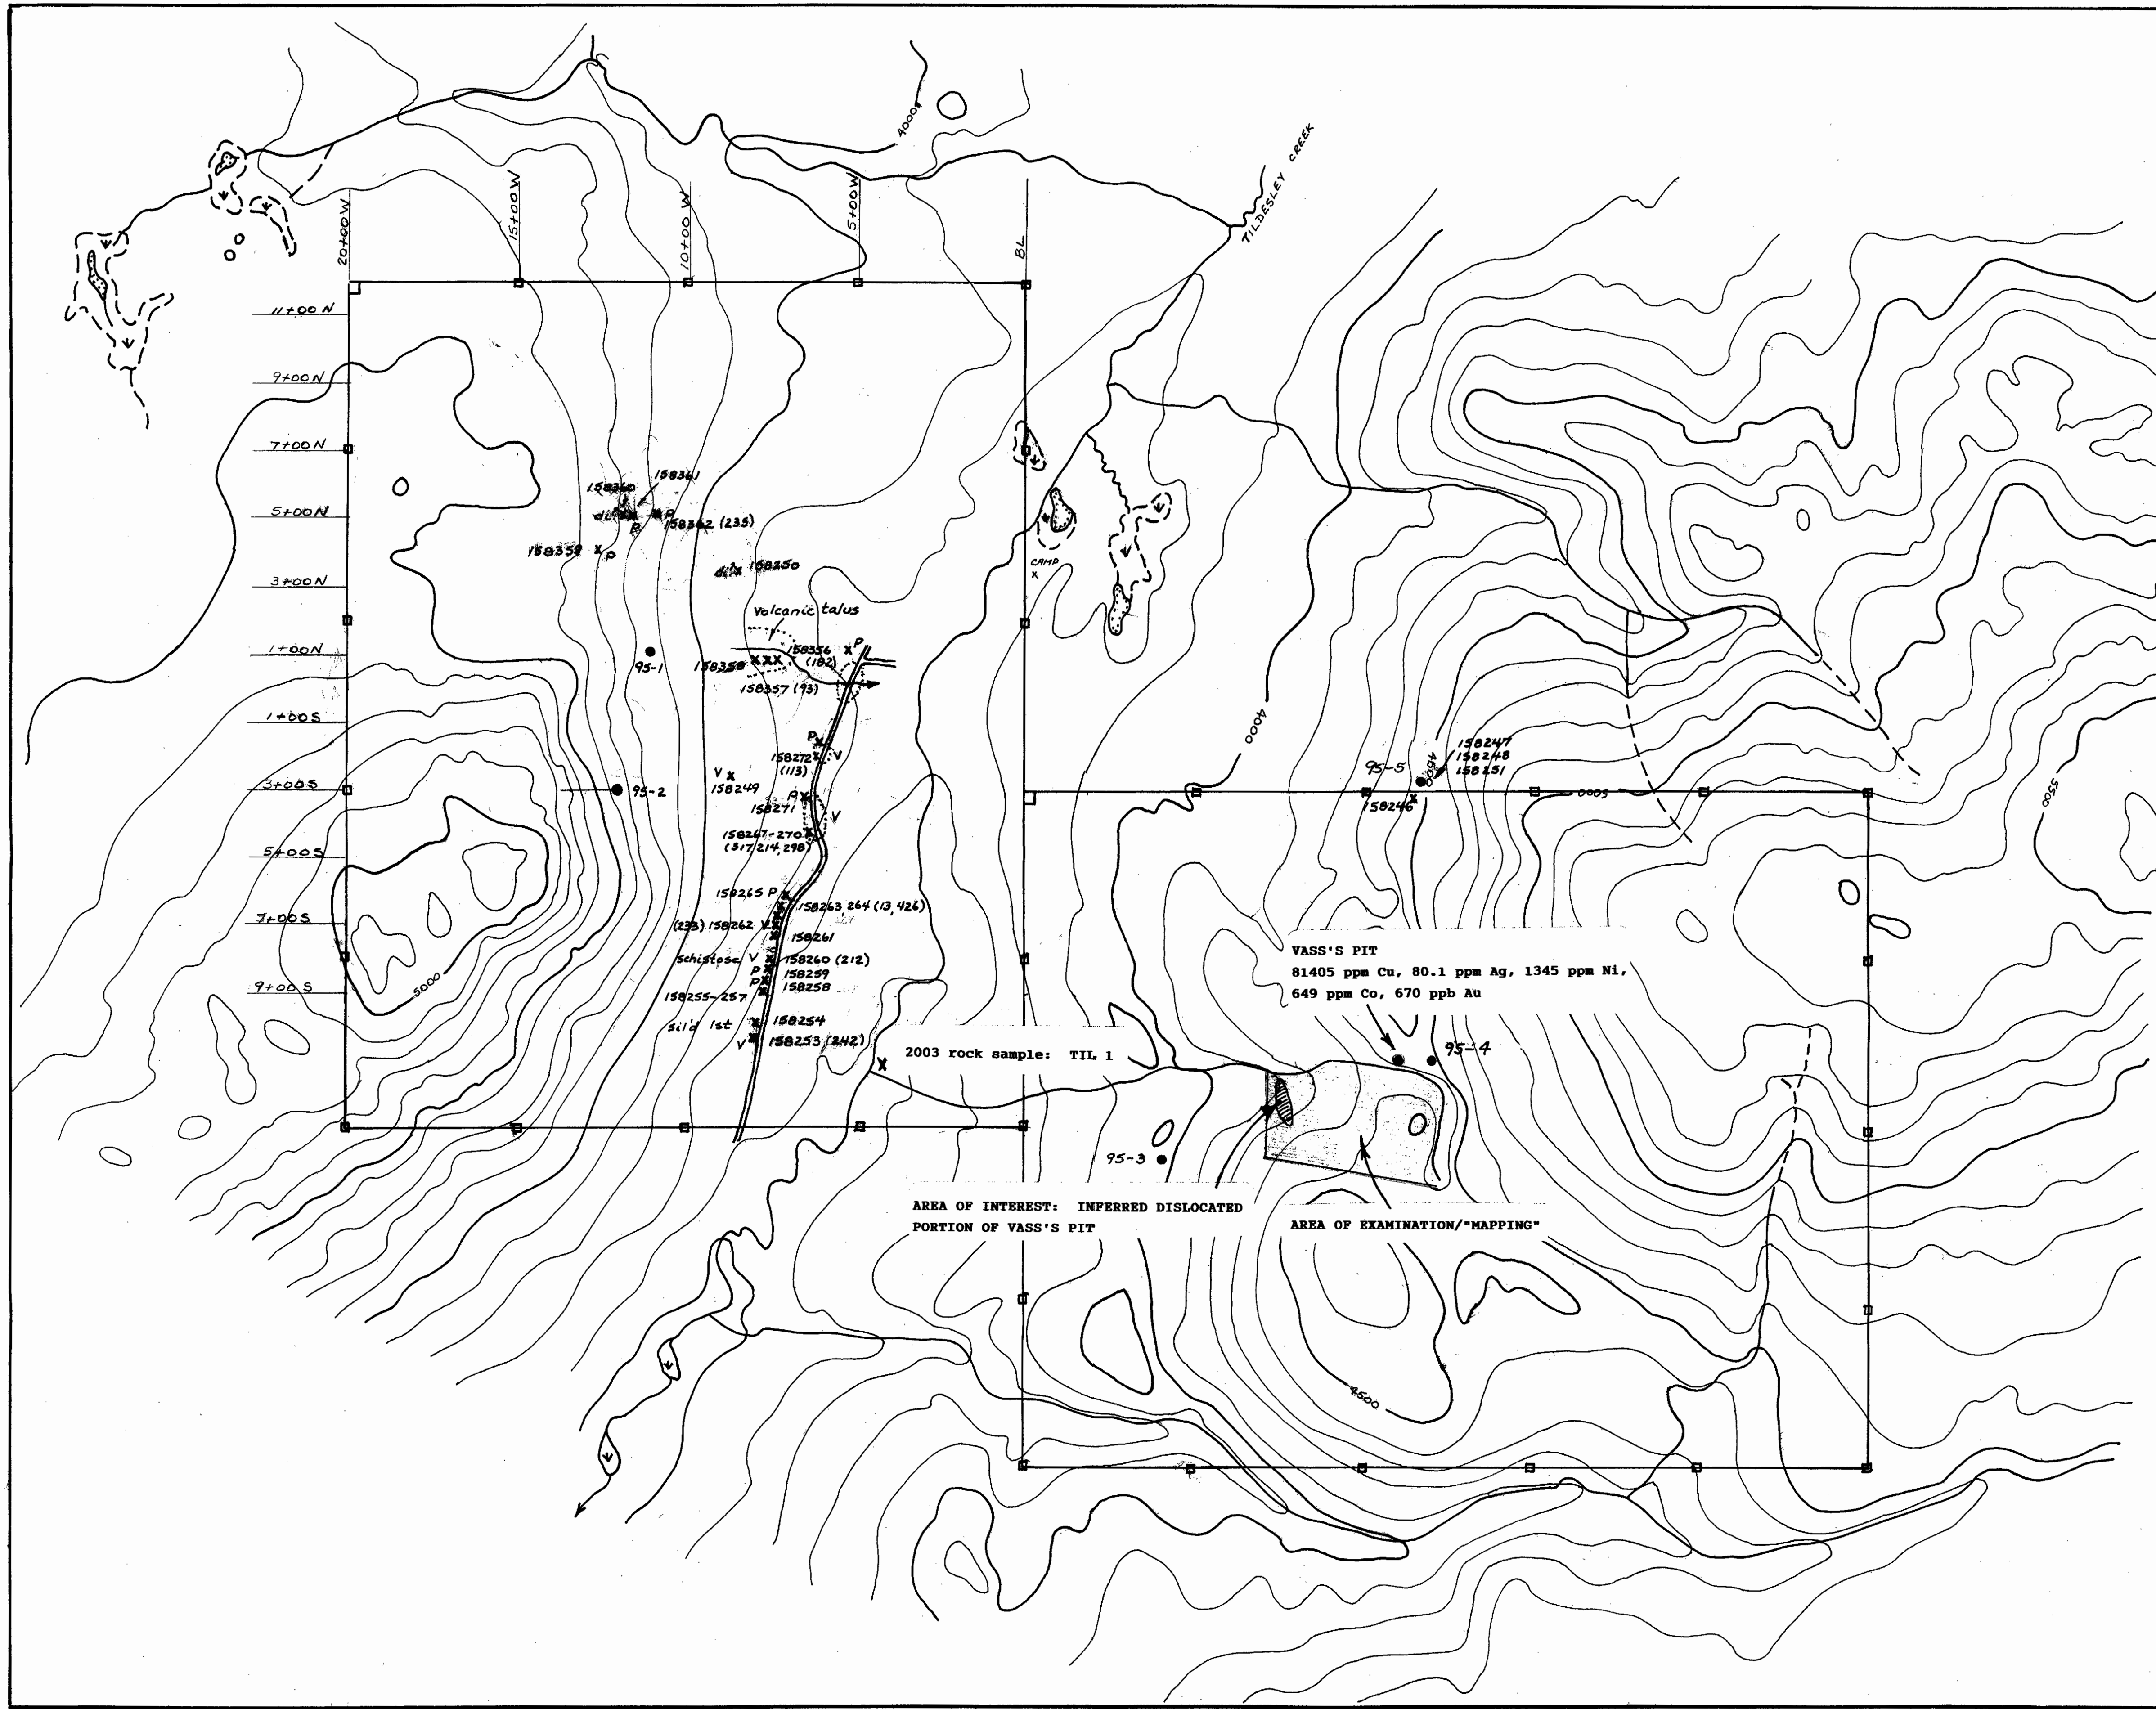 4000
TILDESLEY CREEK
20+00W
15+00W
10+00 W
5+00W
BL
11+00 N
9+00N
7+00N
5+00N
3+00N
1+00N
1+00S
3+00S
5+00S
7+00S
9+00S
158361
158360
P
P
158362 (235)
P
158250
CAMP
x
Volcanic talus
158356
(182)
P
95-1
158358 xxx
158357 (93)
P
158272
(113)
V
V x
158249
95-2
P
158271
V
158267-270
(317, 214, 298)
158265 P
158263, 264 (13, 426)
(233) 158262 V
158261
Schistose V
158260 (212)
P
158259
P
158258
158255-257
sil'd lst
158254
V
158253 (242)
5000
4000
95-5
4500
158247
158248
158251
158246
5000
5500
VASS'S PIT
81405 ppm Cu, 80.1 ppm Ag, 1345 ppm Ni,
649 ppm Co, 670 ppb Au
2003 rock sample: TIL 1
95-4
95-3
AREA OF INTEREST: INFERRED DISLOCATED
PORTION OF VASS'S PIT
AREA OF EXAMINATION/"MAPPING"
4500